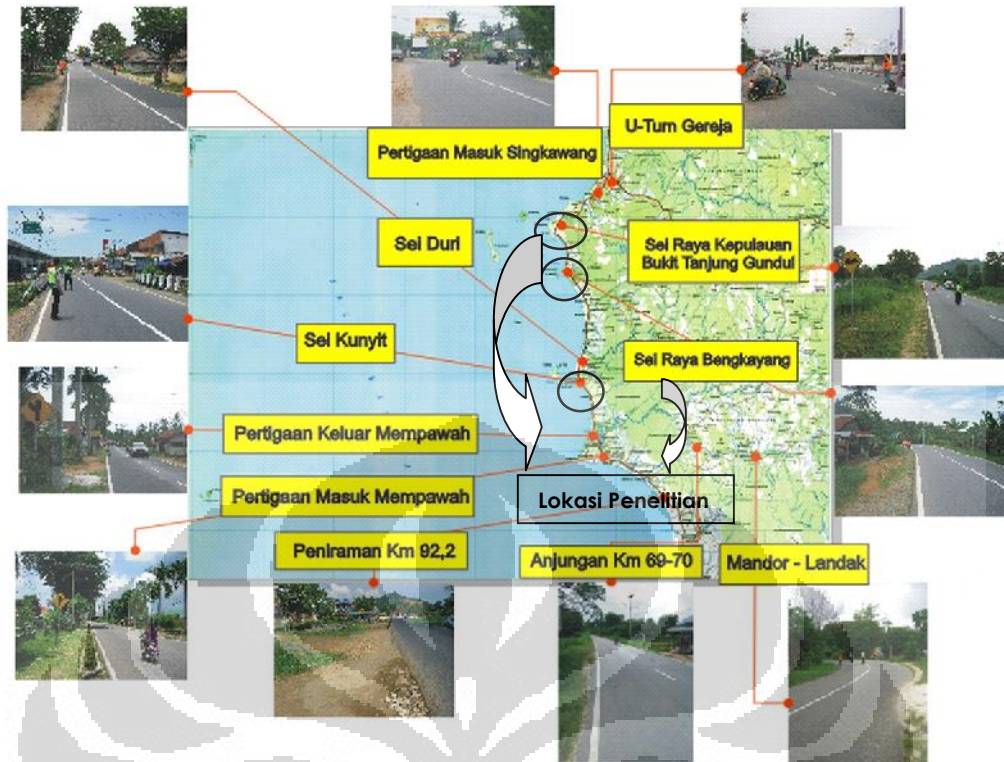 U-Turn Gereja
Pertigaan Masuk Singkawang
Sei Duri
Sei Raya Kepulauan
Bukit Tanjung Gundul
Sei Kunyit
Sei Raya Bengkayang
Pertigaan Keluar Mempawah
Pertigaan Masuk Mempawah
Lokasi Penelitian
Peniraman Km 92,2
Anjungan Km 69-70
Mandor - Landak